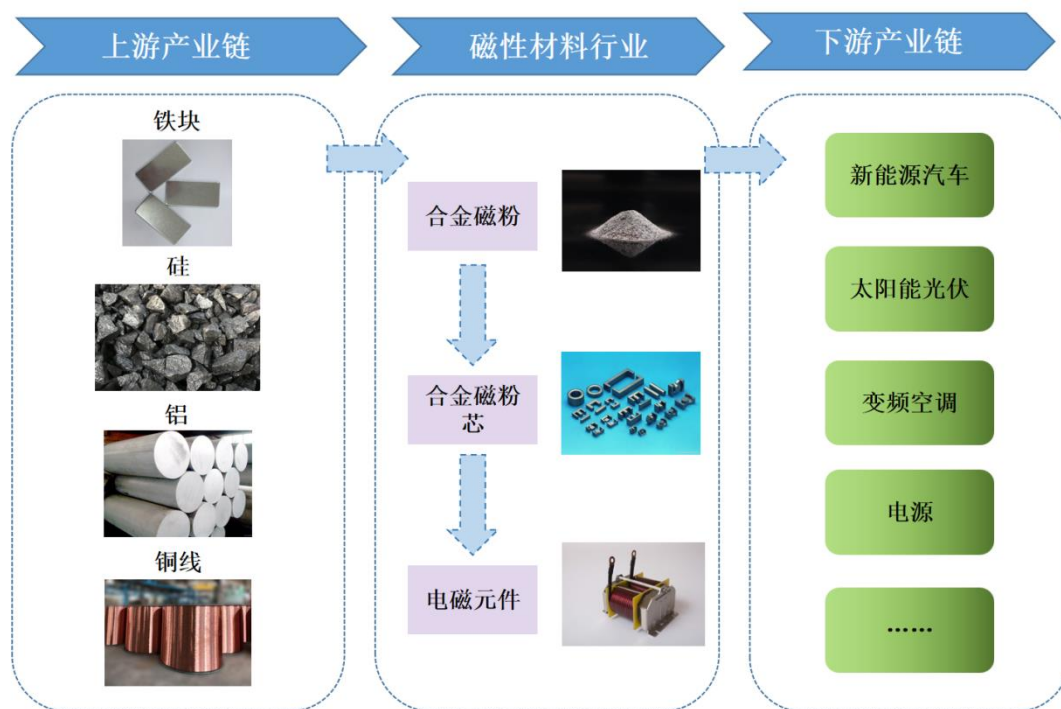 上游产业链
磁性材料行业
下游产业链
铁块
硅
铝
铜线
合金磁粉
合金磁粉
芯
电磁元件
新能源汽车
太阳能光伏
变频空调
电源
……